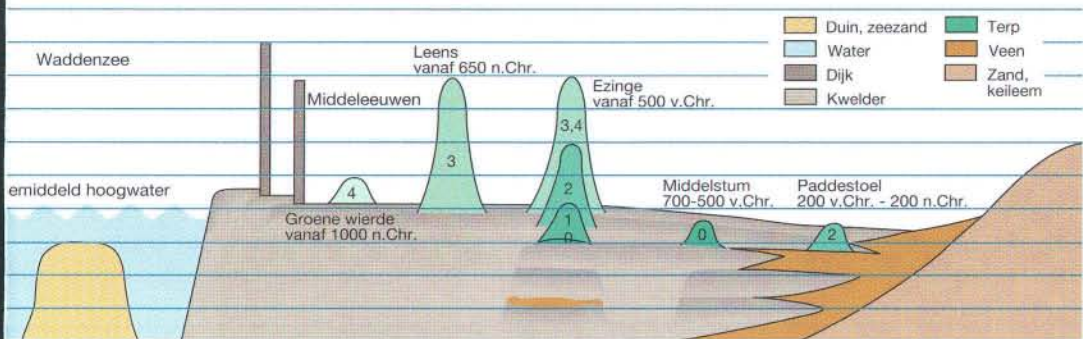 Waddenzee
Leens
vanaf 650 n.Chr.
Middeleeuwen
Ezinge
vanaf 500 v.Chr.
Duin, zeezand
Water
Dijk
Kwelder
Terp
Veen
Zand,
keileem
emiddeld hoogwater
4
3
3,4
2
1
0
Groene wierde
vanaf 1000 n.Chr.
Middelstum
700-500 v.Chr.
0
Paddestoel
200 v.Chr. - 200 n.Chr.
2